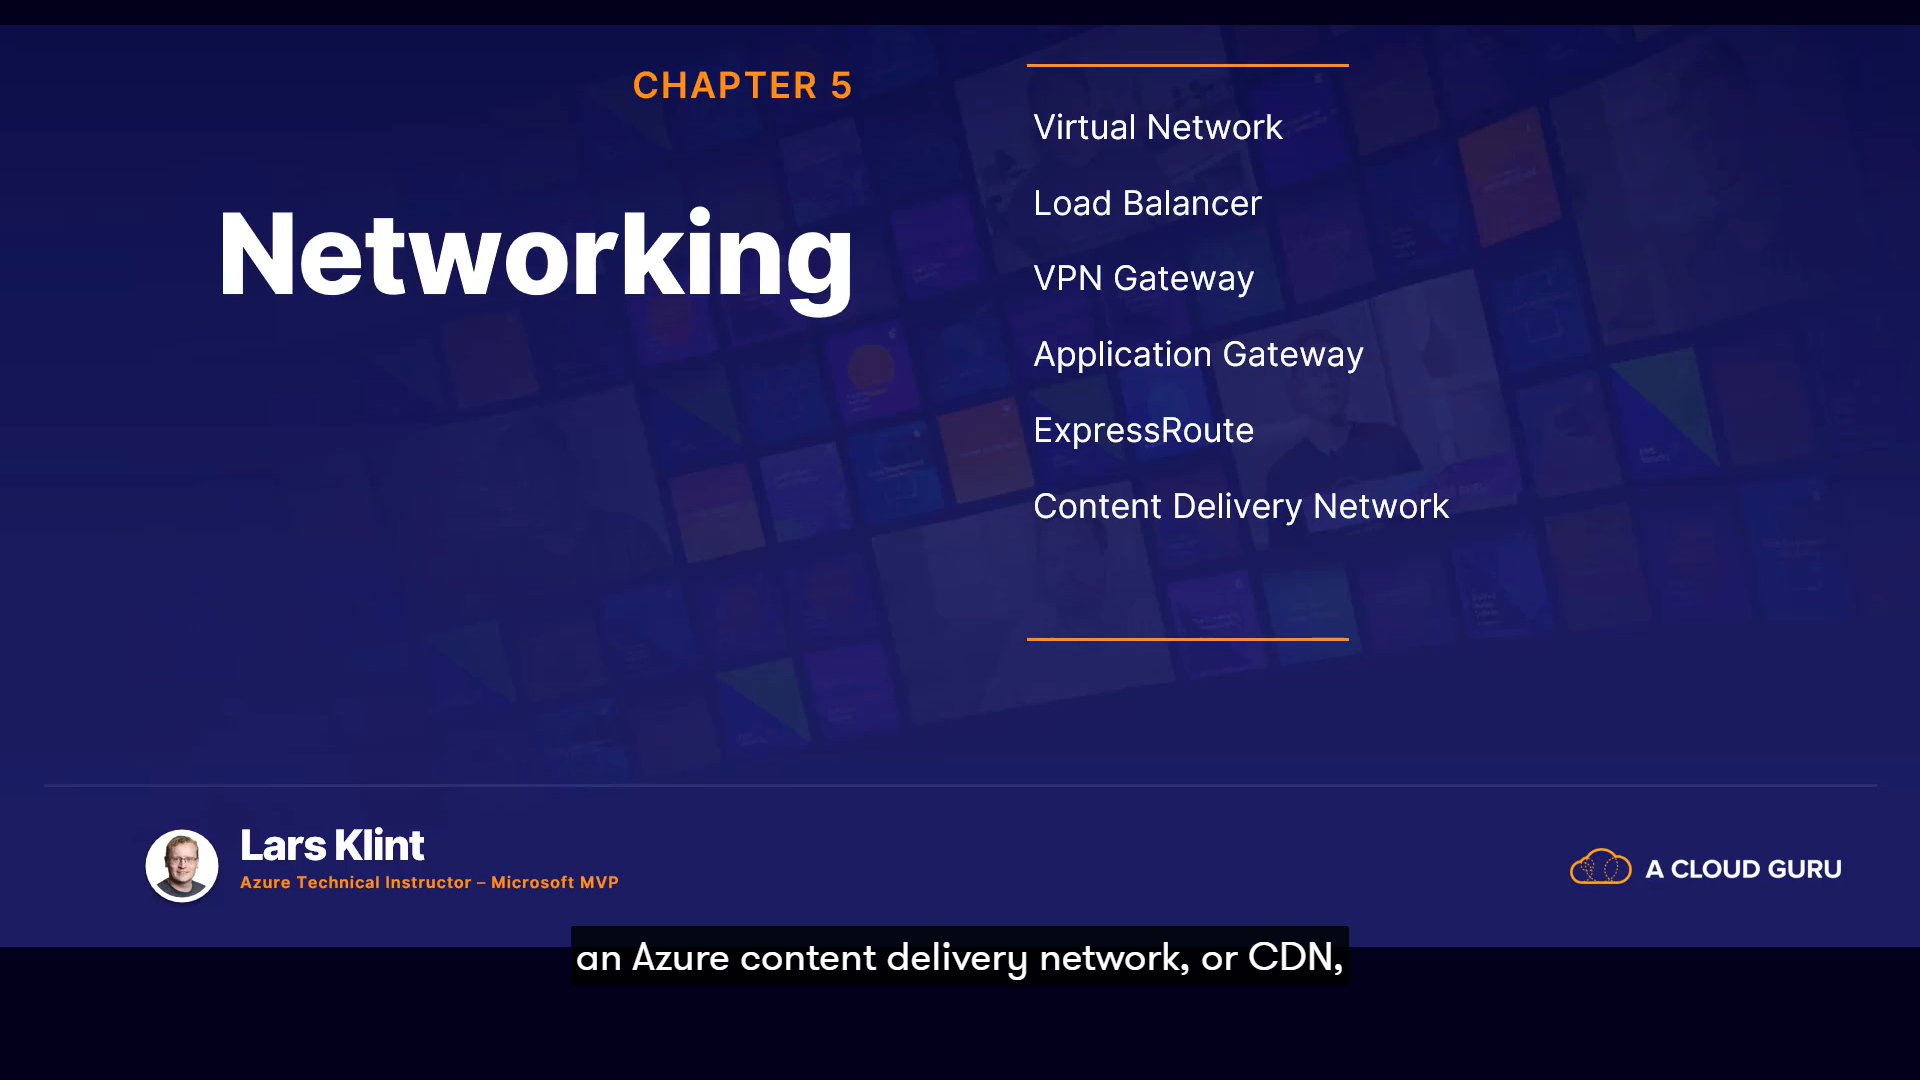 CHAPTER 5
Networking
Virtual Network
Load Balancer
VPN Gateway
Application Gateway
ExpressRoute
Content Delivery Network
Lars Klint
Azure Technical Instructor – Microsoft MVP
A CLOUD GURU
an Azure content delivery network, or CDN,